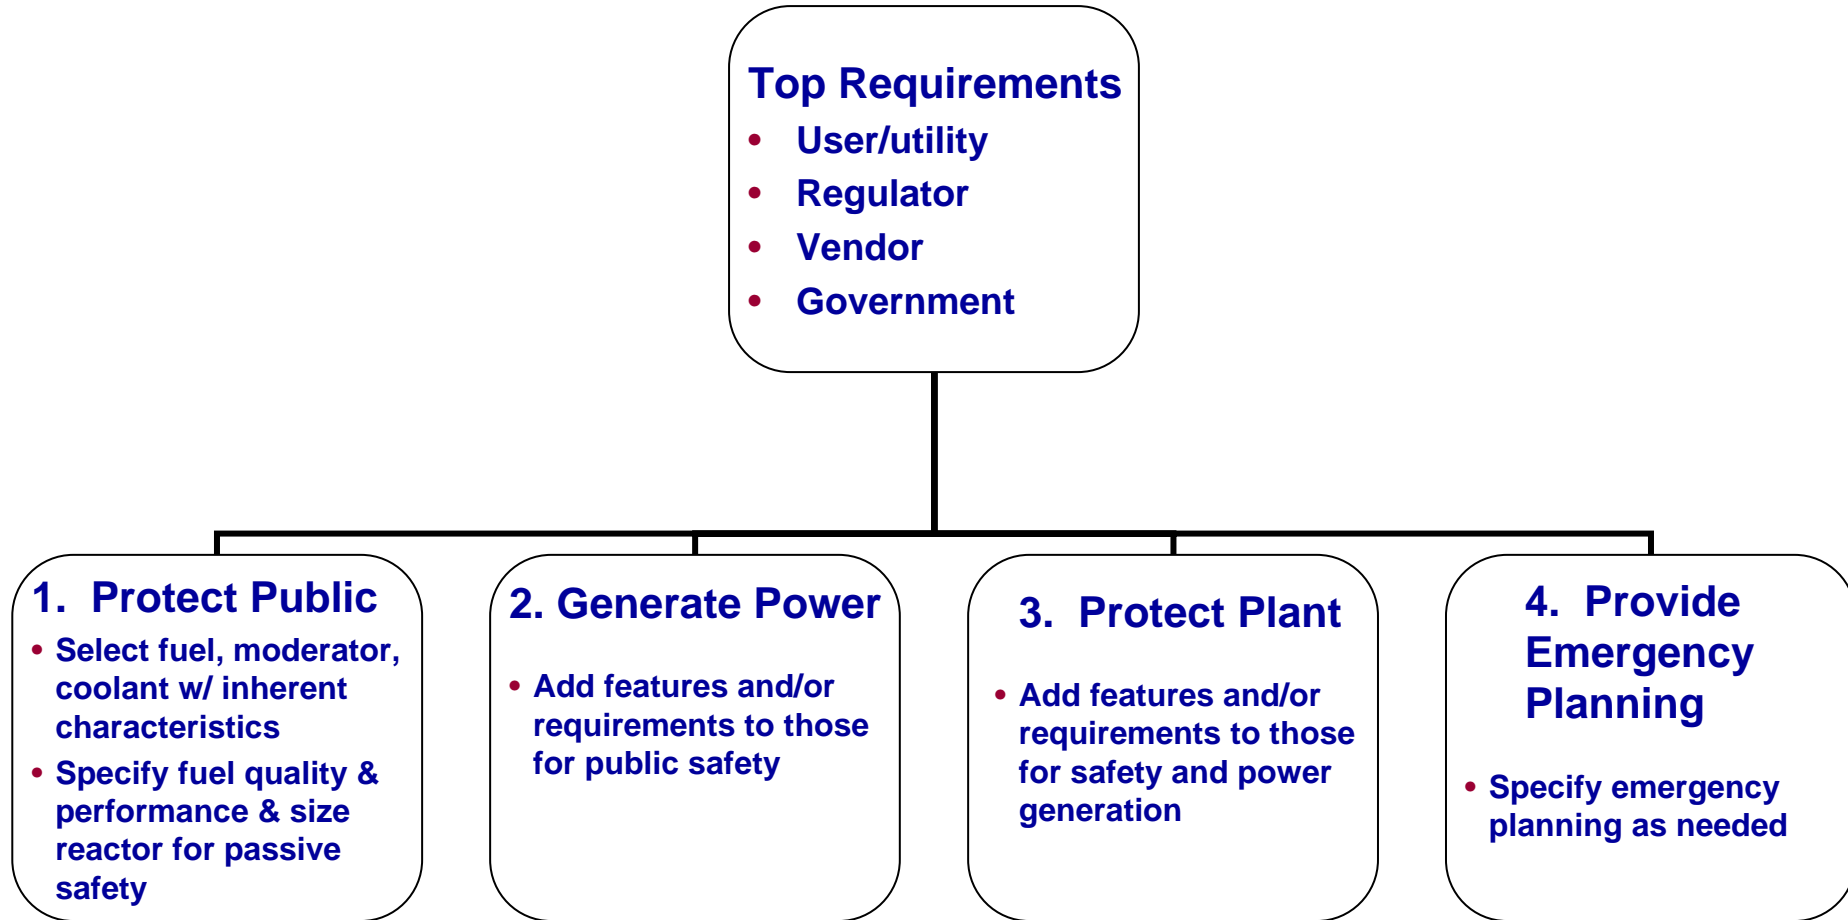 Top Requirements
• User/utility
• Regulator
• Vendor
• Government
1. Protect Public
• Select fuel, moderator,
coolant w/ inherent
characteristics
• Specify fuel quality &
performance & size
reactor for passive
safety
2. Generate Power
• Add features and/or
requirements to those
for public safety
3. Protect Plant
• Add features and/or
requirements to those
for safety and power
generation
4. Provide
Emergency
Planning
• Specify emergency
planning as needed